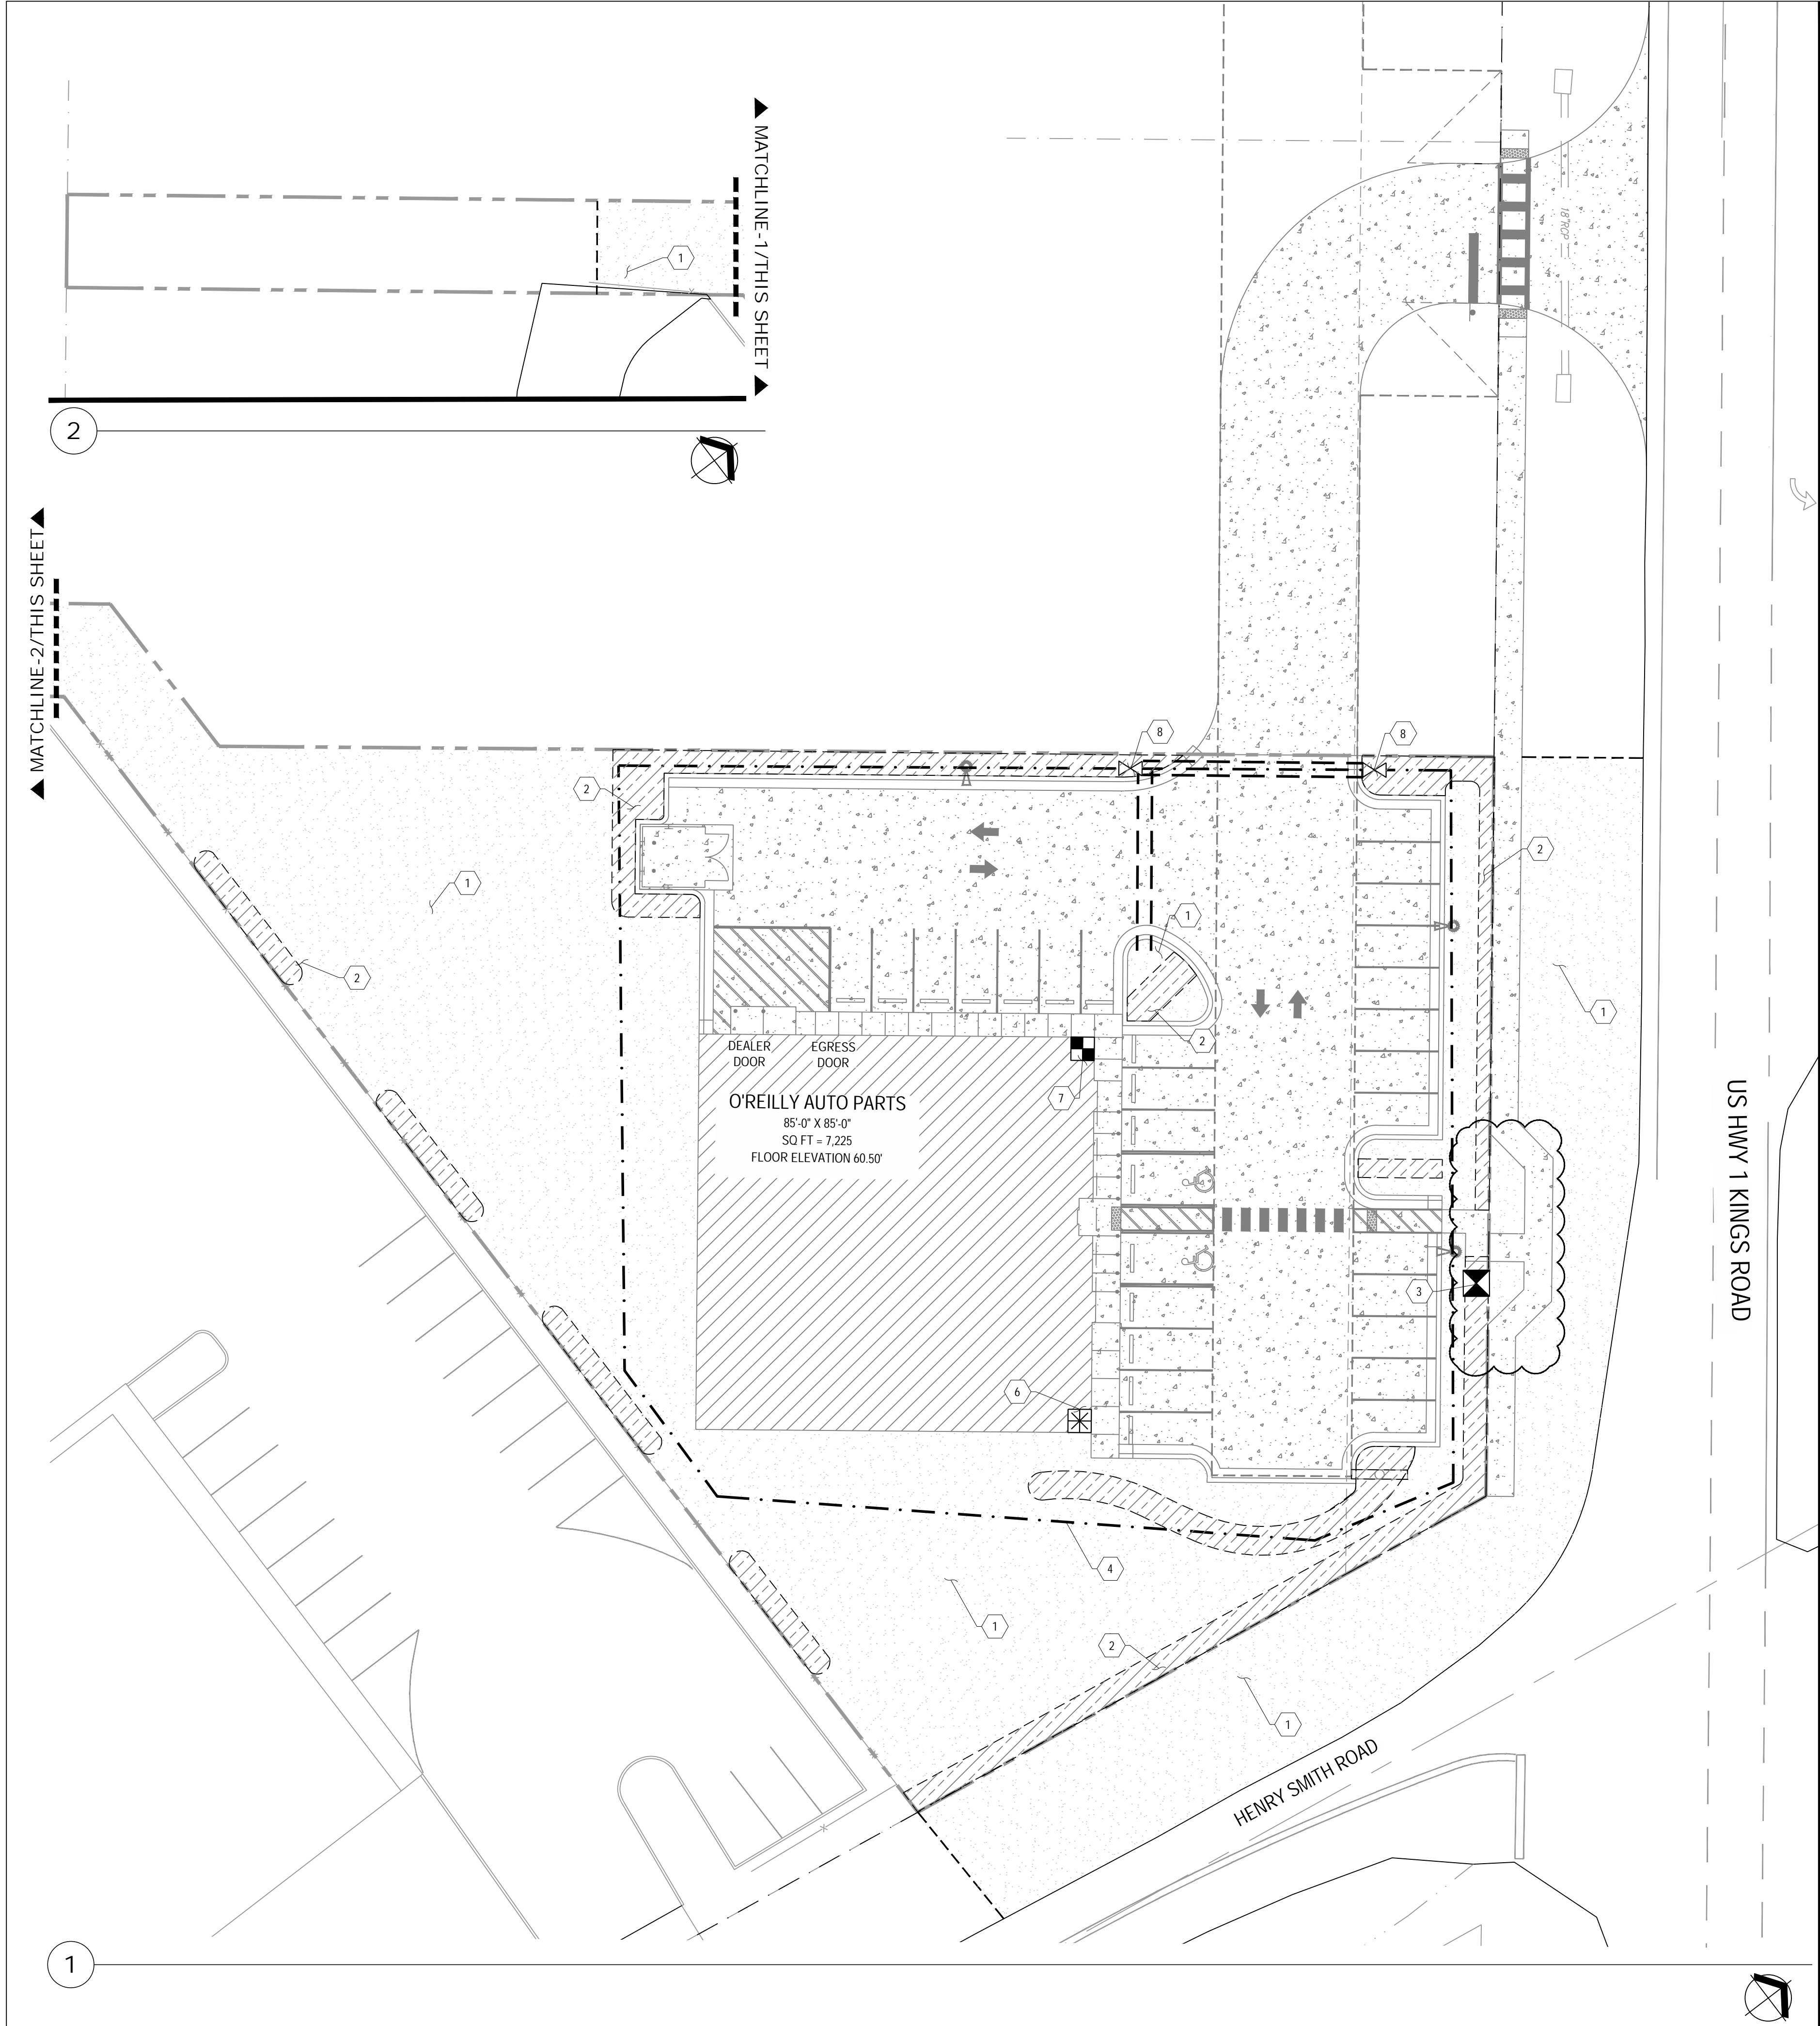 MATCHLINE-1/THIS SHEET
1
2
18" RCP
MATCHLINE-2/THIS SHEET
8
8
2
2
1
1
2
1
2
DEALER
DOOR
EGRESS
DOOR
7
O'REILLY AUTO PARTS
85'-0" X 85'-0"
SQ FT = 7,225
FLOOR ELEVATION 60.50'
US HWY 1 KINGS ROAD
3
6
4
1
2
1
HENRY SMITH ROAD
1